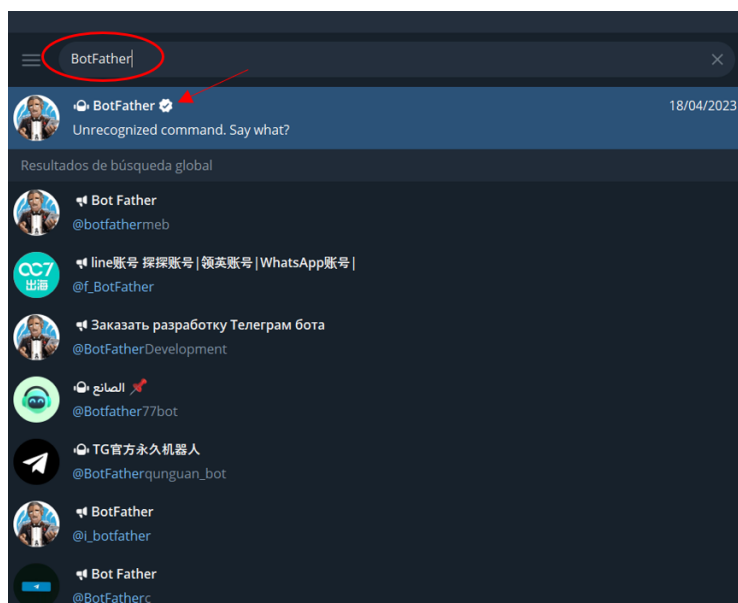 BotFather
BotFather
18/04/2023
Unrecognized command. Say what?
Resultados de búsqueda global
Bot Father
@botfathermeb
line账号 探探账号|领英账号|WhatsApp账号|
@f_BotFather
Заказать разработку Телеграм бота
@BotFatherDevelopment
الصانع
@Botfather77bot
TG官方永久机器人
@BotFatherqunguan_bot
BotFather
@i_botfather
Bot Father
@BotFatherc
出海